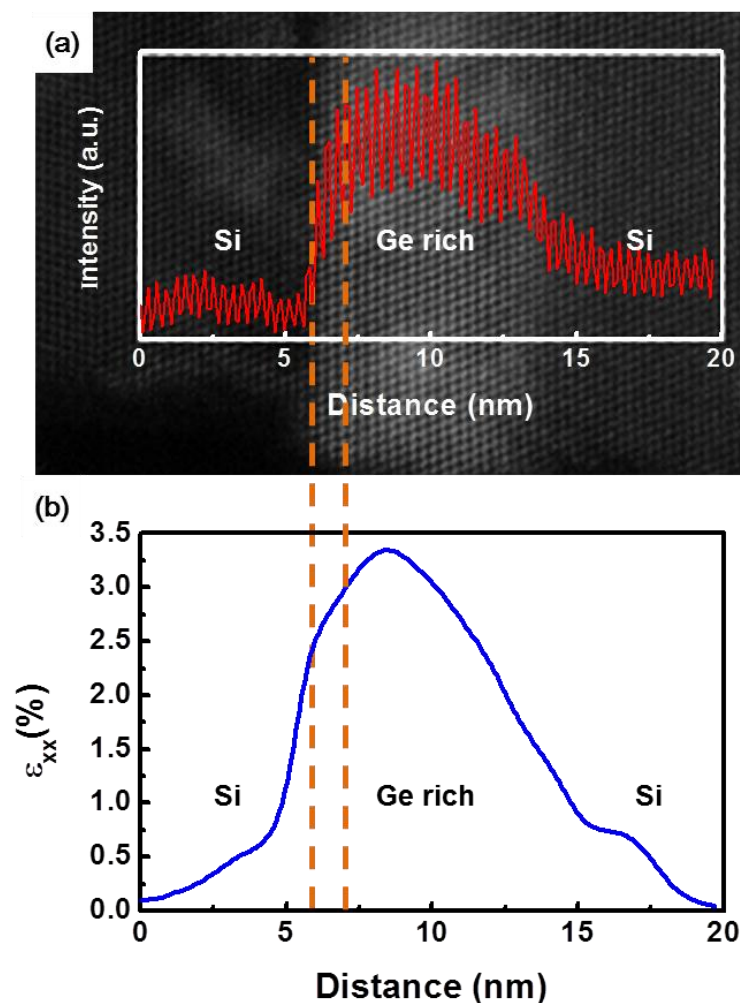 (a)
Intensity (a.u.)
Si
Ge rich
Si
0
5
10
15
20
Distance (nm)
(b)
3.5
3.0
2.5
2.0
1.5
1.0
0.5
0.0
εxx(%)
Si
Ge rich
Si
0
5
10
15
20
Distance (nm)